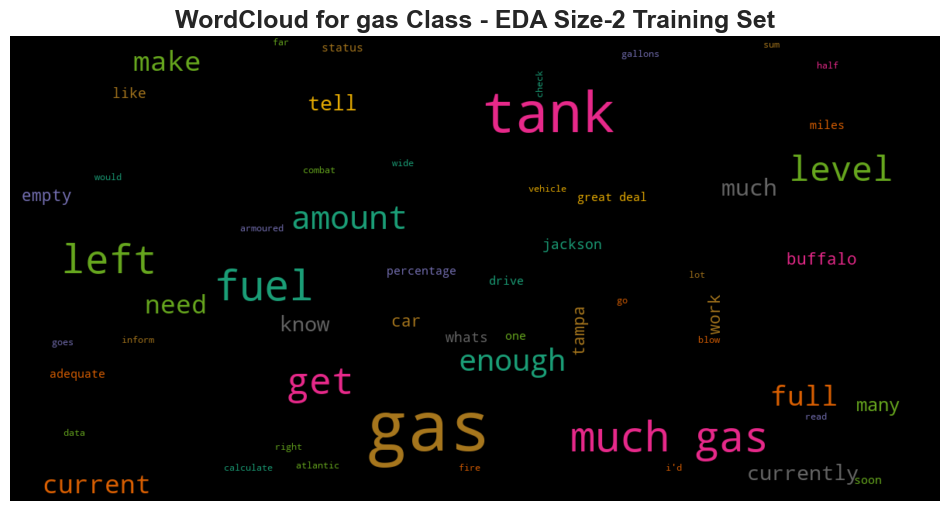 WordCloud for gas Class - EDA Size-2 Training Set
far
status
gallons
sum
make
half
check
like
tell
tank
miles
wide
combat
would
level
empty
vehicle
great deal
much
amount
armoured
jackson
left
fuel
percentage
drive
lot
buffalo
need
know
car
go
work
tampa
goes
inform
whats
one
blow
enough
adequate
get
full
many
read
gas
much gas
data
right
calculate
atlantic
fire
i'd
currently
soon
current